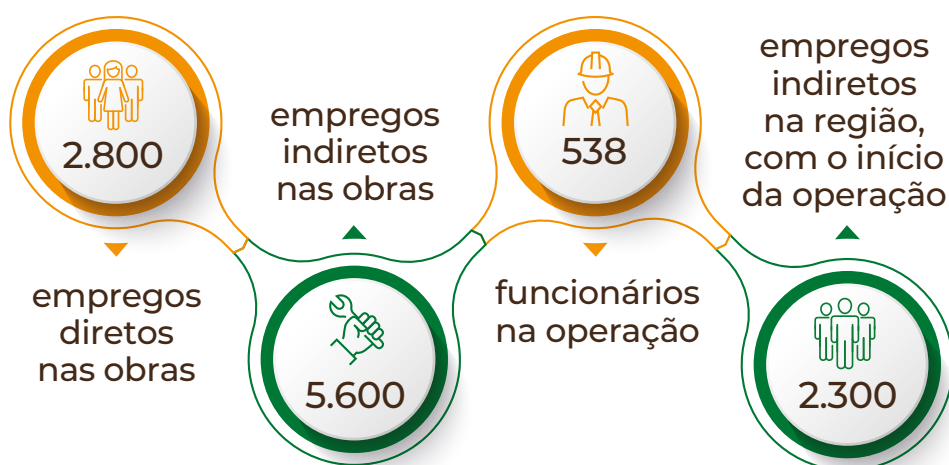 2.800
empregos
diretos
nas obras
empregos
indiretos
nas obras
5.600
538
funcionários
na operação
empregos
indiretos
na região,
com o início
da operação
2.300